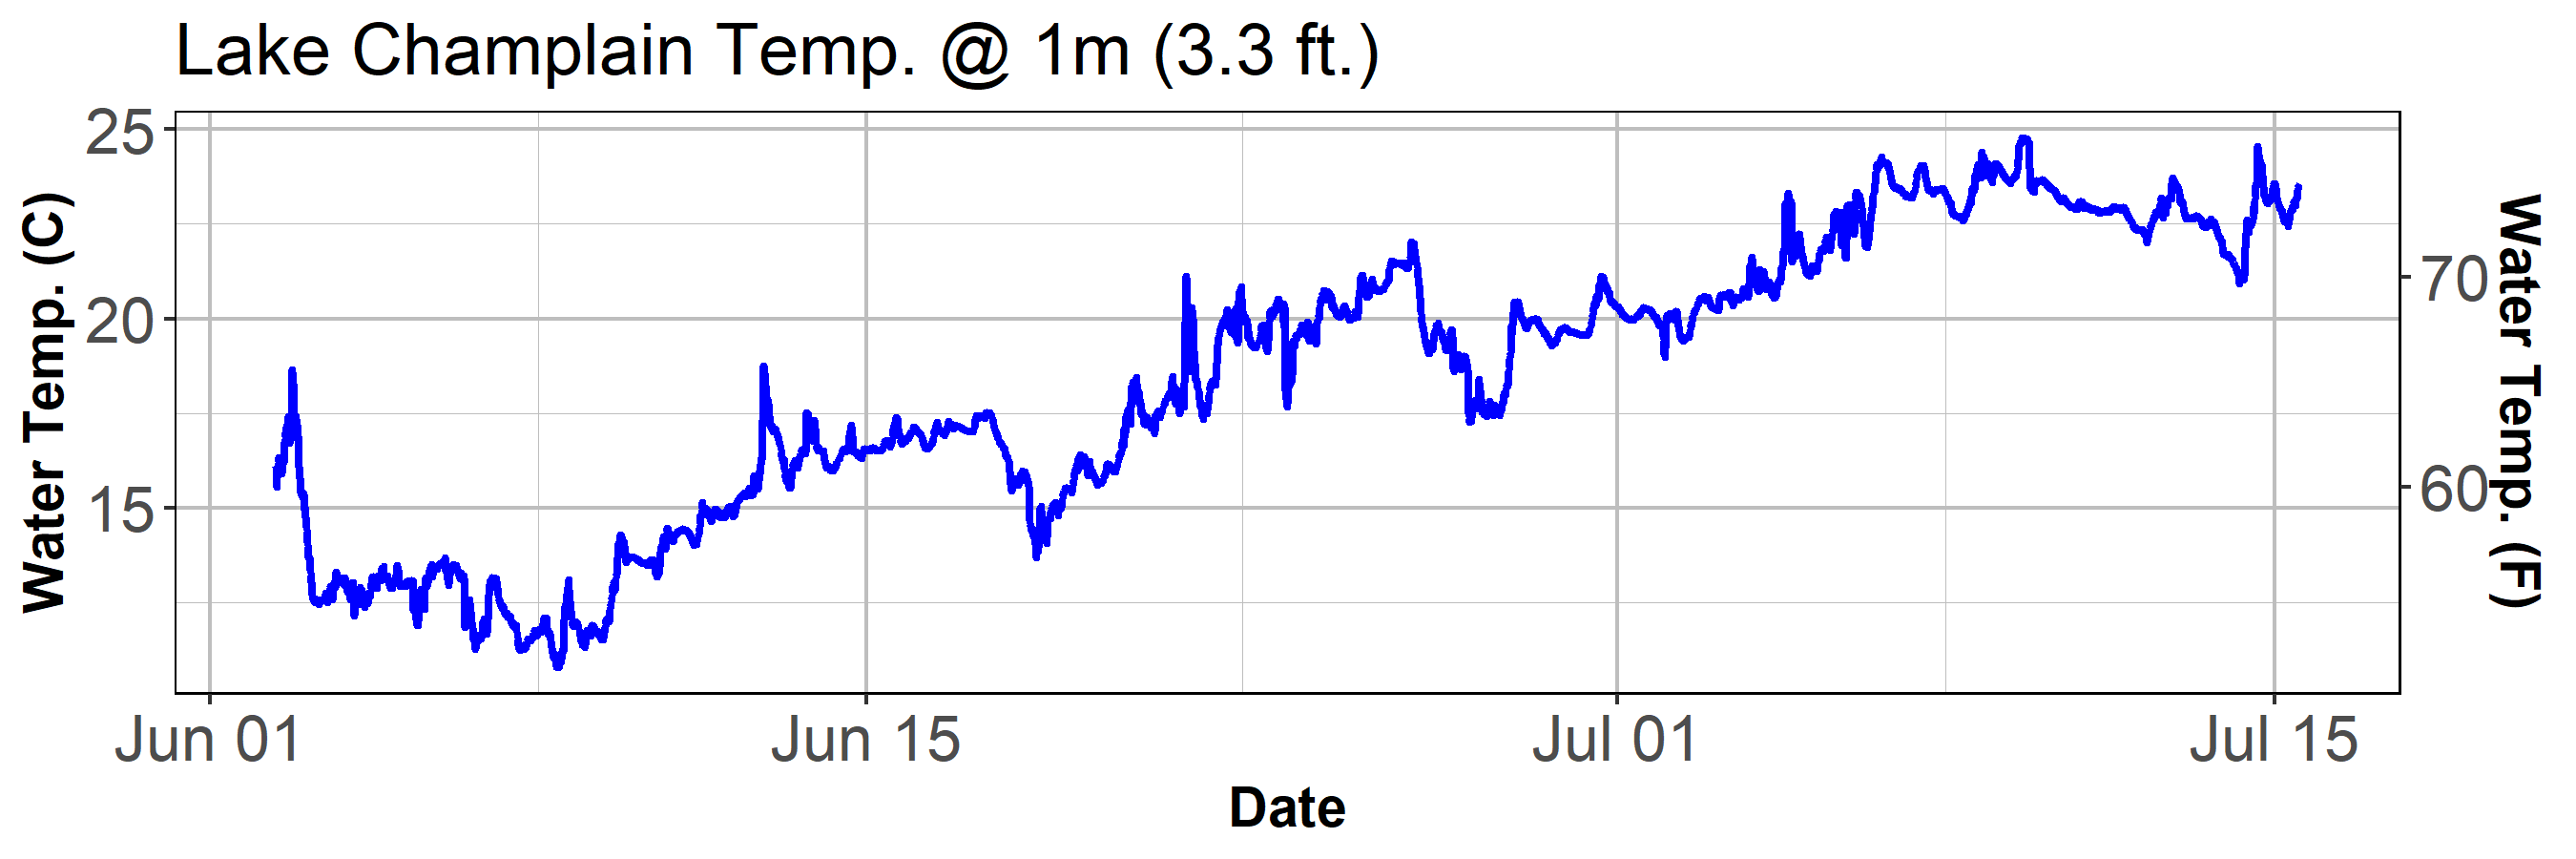 Lake Champlain Temp. @ 1m (3.3 ft.)
Water Temp. (C)
25
20
15
70
60
Water Temp. (F)
Jun 01 Jun 15 Jul 01 Jul 15
Date